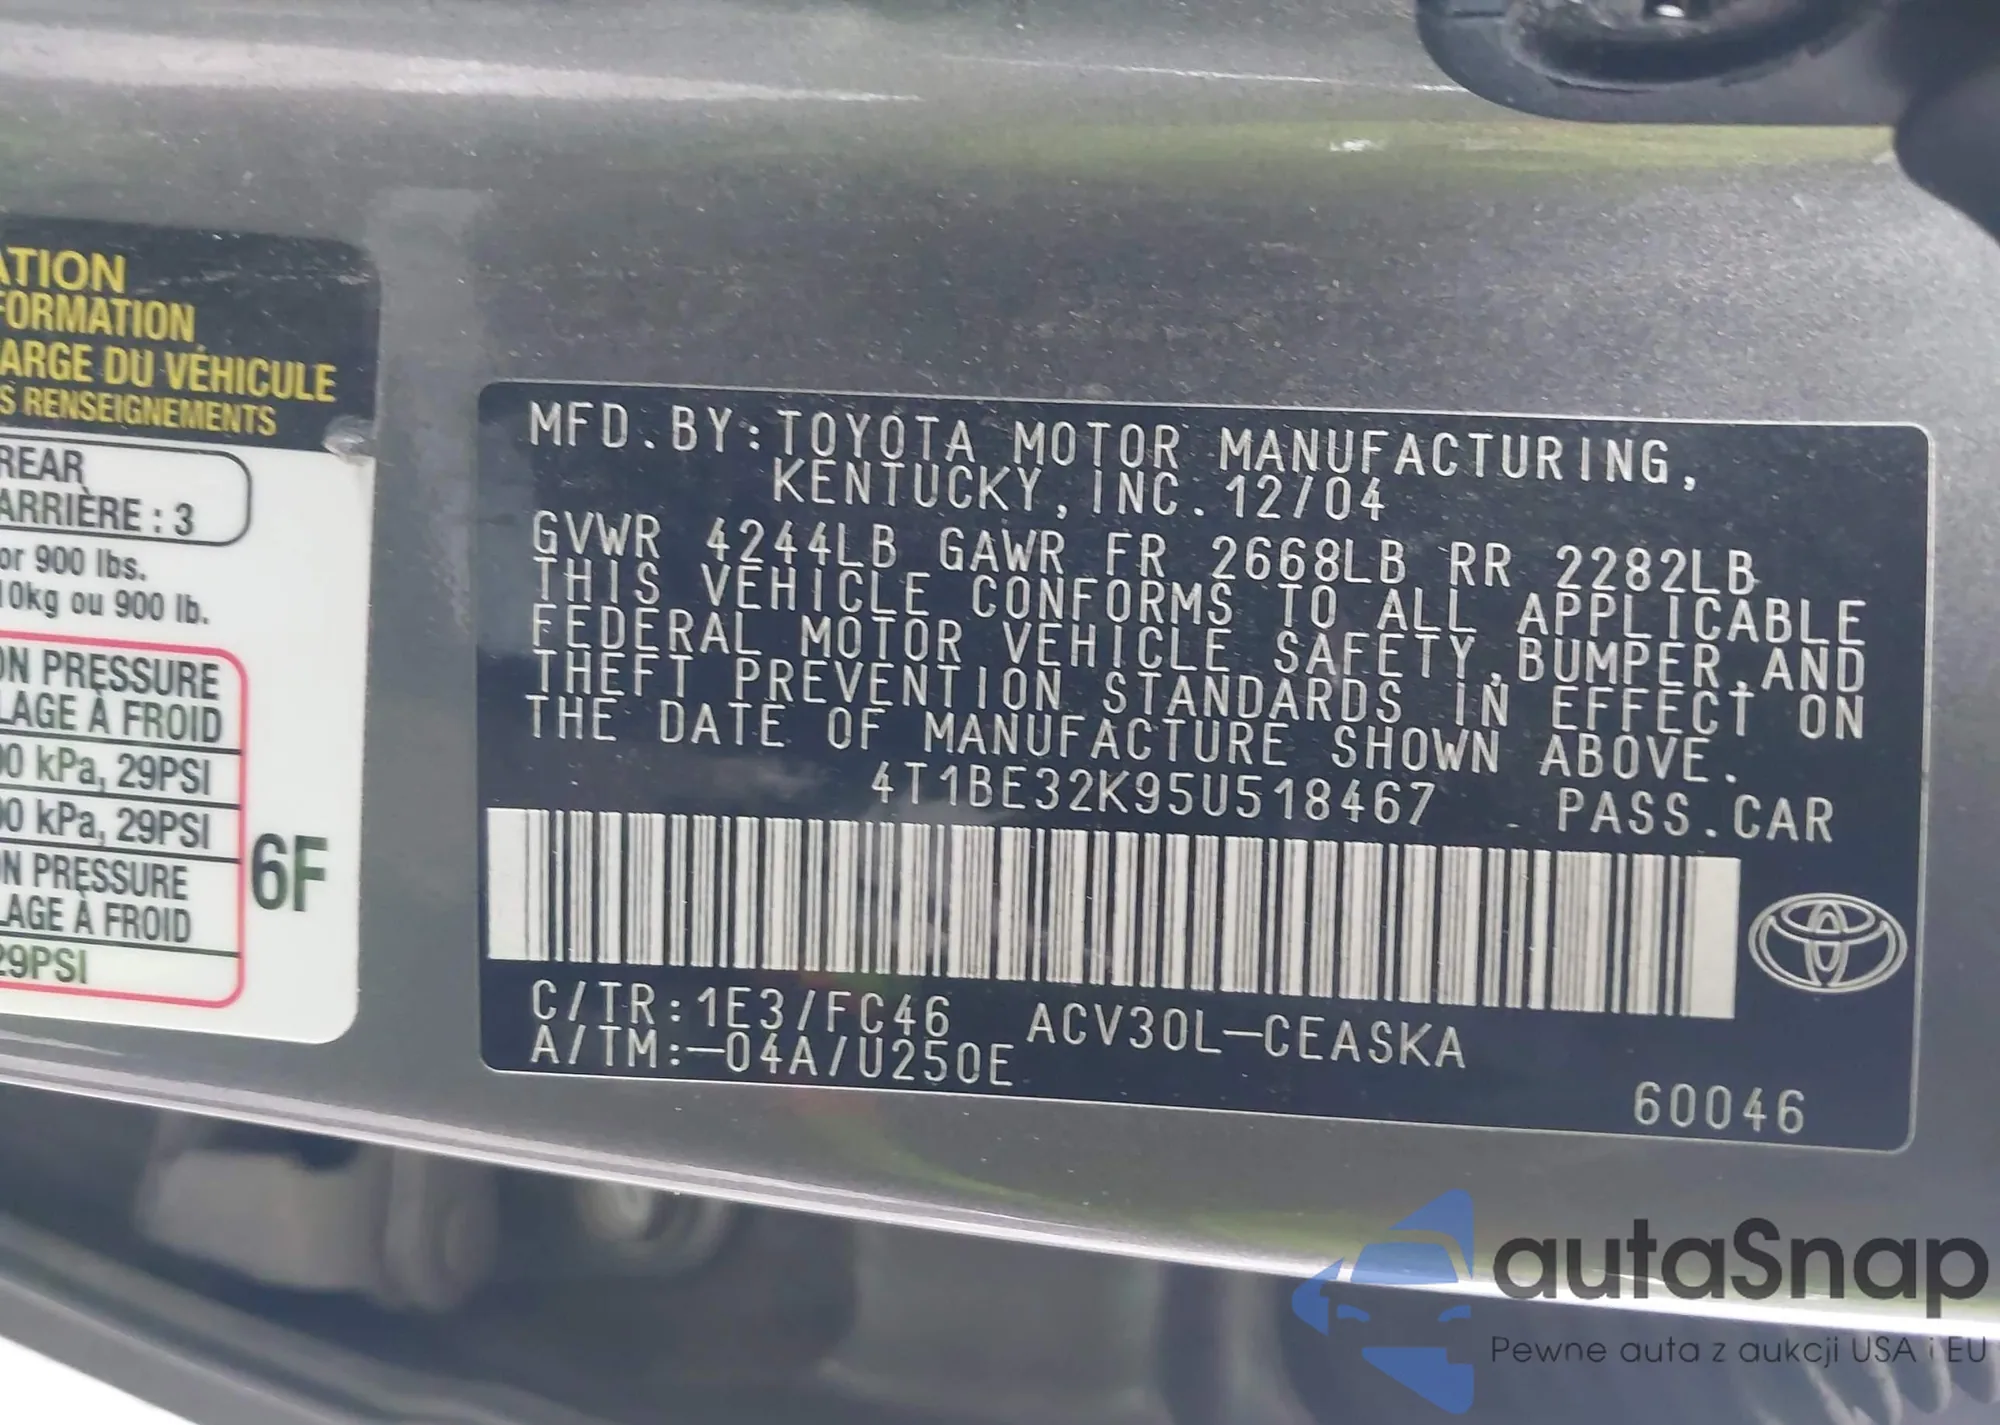 ATION
FORMATION
ARGE DU VÉHICULE
S RENSEIGNEMENTS
REAR
ARRIÈRE : 3
or 900 lbs.
10kg ou 900 lb.
ON PRESSURE
LAGE À FROID
00 kPa, 29PSI
00 kPa, 29PSI
ON PRESSURE
LAGE À FROID
29PSI
6F
MFD.BY:TOYOTA MOTOR MANUFACTURING,
KENTUCKY,INC.12/04
GVWR 4244LB GAWR FR 2668LB RR 2282LB
THIS VEHICLE CONFORMS TO ALL APPLICABLE
FEDERAL MOTOR VEHICLE SAFETY,BUMPER,AND
THEFT PREVENTION STANDARDS IN EFFECT ON
THE DATE OF MANUFACTURE SHOWN ABOVE.
4T1BE32K95U518467 PASS.CAR
C/TR:1E3/FC46 ACV30L-CEASKA
A/TM:-04A/U250E
60046
autaSnap
Pewne auta z aukcji USA i EU